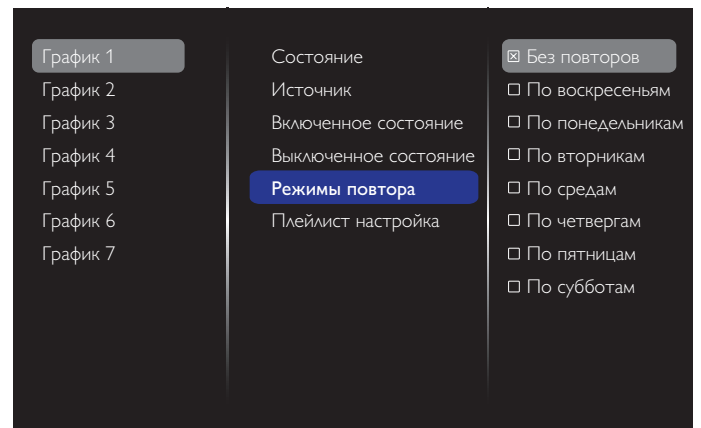 График 1
График 2
График 3
График 4
График 5
График 6
График 7
Состояние
Источник
Включенное состояние
Выключенное состояние
Режимы повтора
Плейлист настройка
Без повторов
По воскресеньям
По понедельникам
По вторникам
По средам
По четвергам
По пятницам
По субботам